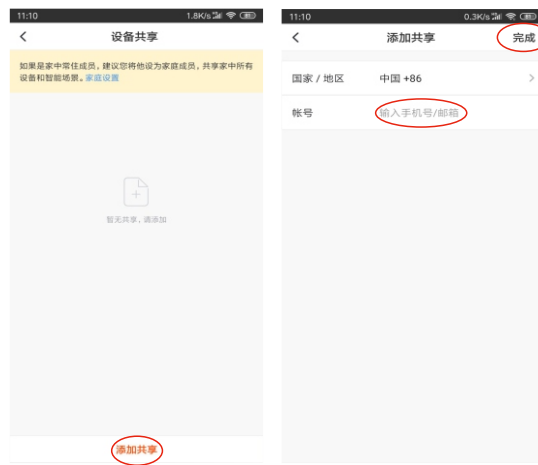 11:10
1.8K/s
设备共享
如果是家中常住成员，建议您将他设为家庭成员，共享家中所有
设备和智能场景。家庭设置
暂无共享，请添加
添加共享
11:10
0.3K/s
添加共享
完成
国家 / 地区
中国 +86
帐号
输入手机号/邮箱